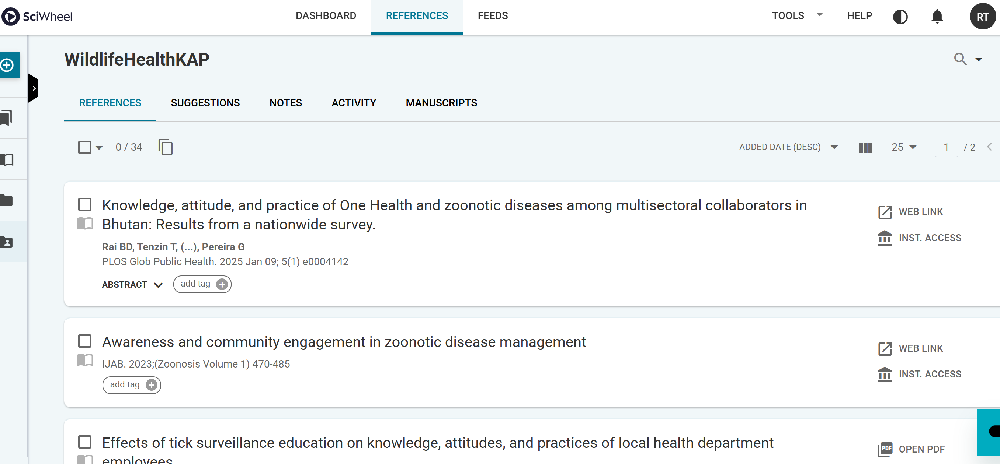 SciWheel
DASHBOARD
REFERENCES
FEEDS
TOOLS
HELP
RT
WildlifeHealthKAP
REFERENCES
SUGGESTIONS
NOTES
ACTIVITY
MANUSCRIPTS
0 / 34
ADDED DATE (DESC)
25
1
/ 2
Knowledge, attitude, and practice of One Health and zoonotic diseases among multisectoral collaborators in
Bhutan: Results from a nationwide survey.
Rai BD, Tenzin T, (...), Pereira G
PLOS Glob Public Health. 2025 Jan 09; 5(1) e0004142
ABSTRACT
add tag
WEB LINK
INST. ACCESS
Awareness and community engagement in zoonotic disease management
IJAB. 2023;(Zoonosis Volume 1) 470-485
add tag
WEB LINK
INST. ACCESS
Effects of tick surveillance education on knowledge, attitudes, and practices of local health department
employees
PDF
OPEN PDF